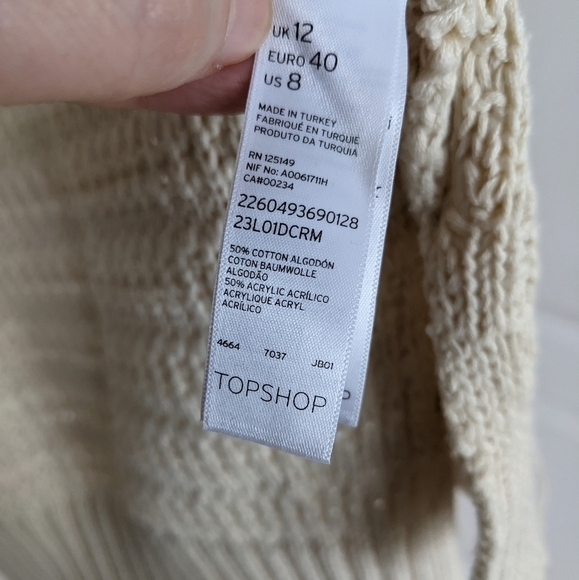 UK 12
EURO 40
US 8
MADE IN TURKEY
FABRIQUÉ EN TURQUIE
PRODUTO DA TURQUIA
RN 125149
NIF No: A0061711H
CA#00234
2260493690128
23L01DCRM
50% COTTON ALGODÓN
COTON BAUMWOLLE
ALGODÃO
50% ACRYLIC ACRÍLICO
ACRYLIQUE ACRYL
ACRÍLICO
4664 7037 JB01
TOPSHOP